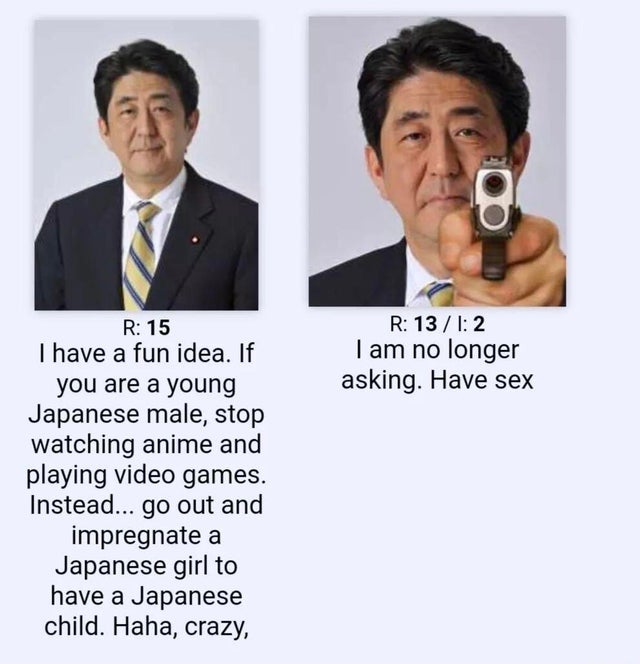 R: 15
I have a fun idea. If
you are a young
Japanese male, stop
watching anime and
playing video games.
Instead... go out and
impregnate a
Japanese girl to
have a Japanese
child. Haha, crazy,
R: 13 / I: 2
I am no longer
asking. Have sex